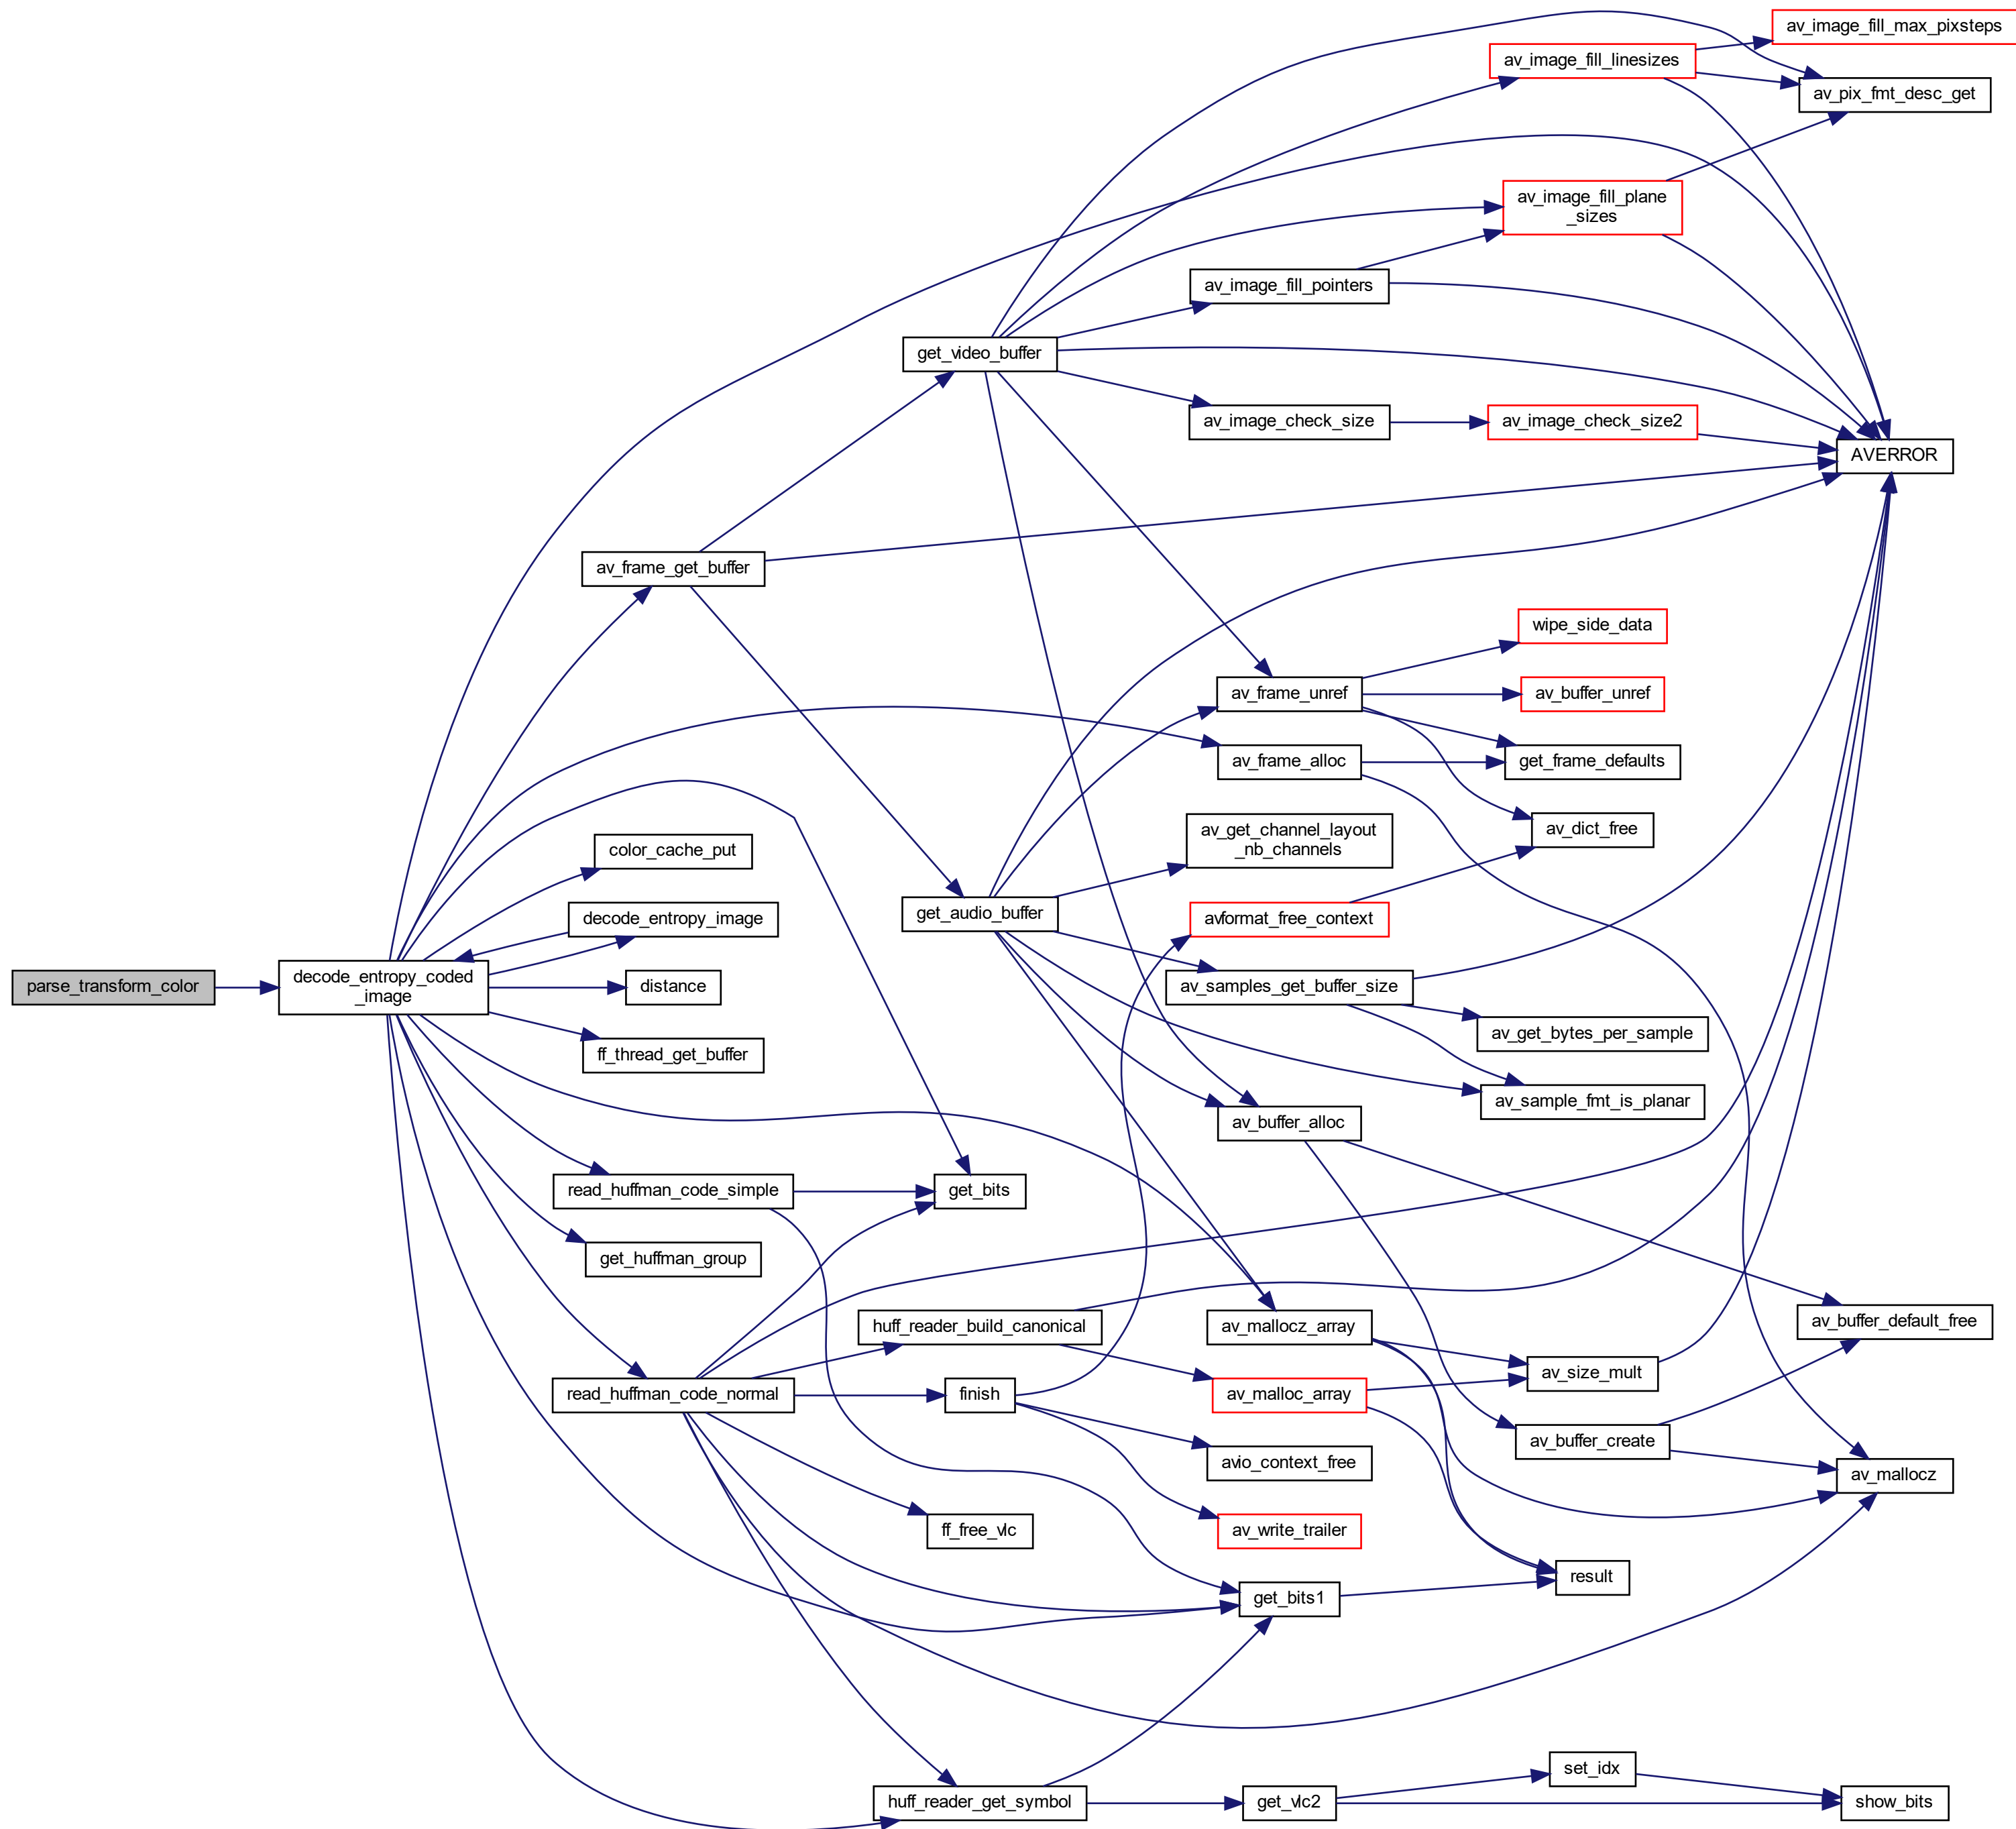 av_image_fill_max_pixsteps
av_image_fill_linesizes
av_pix_fmt_desc_get
av_image_fill_plane
_sizes
av_image_fill_pointers
get_video_buffer
av_image_check_size
av_image_check_size2
AVERROR
av_frame_get_buffer
wipe_side_data
av_frame_unref
av_buffer_unref
av_frame_alloc
get_frame_defaults
av_dict_free
color_cache_put
av_get_channel_layout
_nb_channels
decode_entropy_image
get_audio_buffer
avformat_free_context
parse_transform_color
decode_entropy_coded
_image
distance
av_samples_get_buffer_size
av_get_bytes_per_sample
ff_thread_get_buffer
av_sample_fmt_is_planar
av_buffer_alloc
read_huffman_code_simple
get_bits
get_huffman_group
huff_reader_build_canonical
av_mallocz_array
av_buffer_default_free
av_size_mult
read_huffman_code_normal
finish
av_malloc_array
av_buffer_create
avio_context_free
av_mallocz
ff_free_vlc
av_write_trailer
result
get_bits1
set_idx
huff_reader_get_symbol
get_vlc2
show_bits